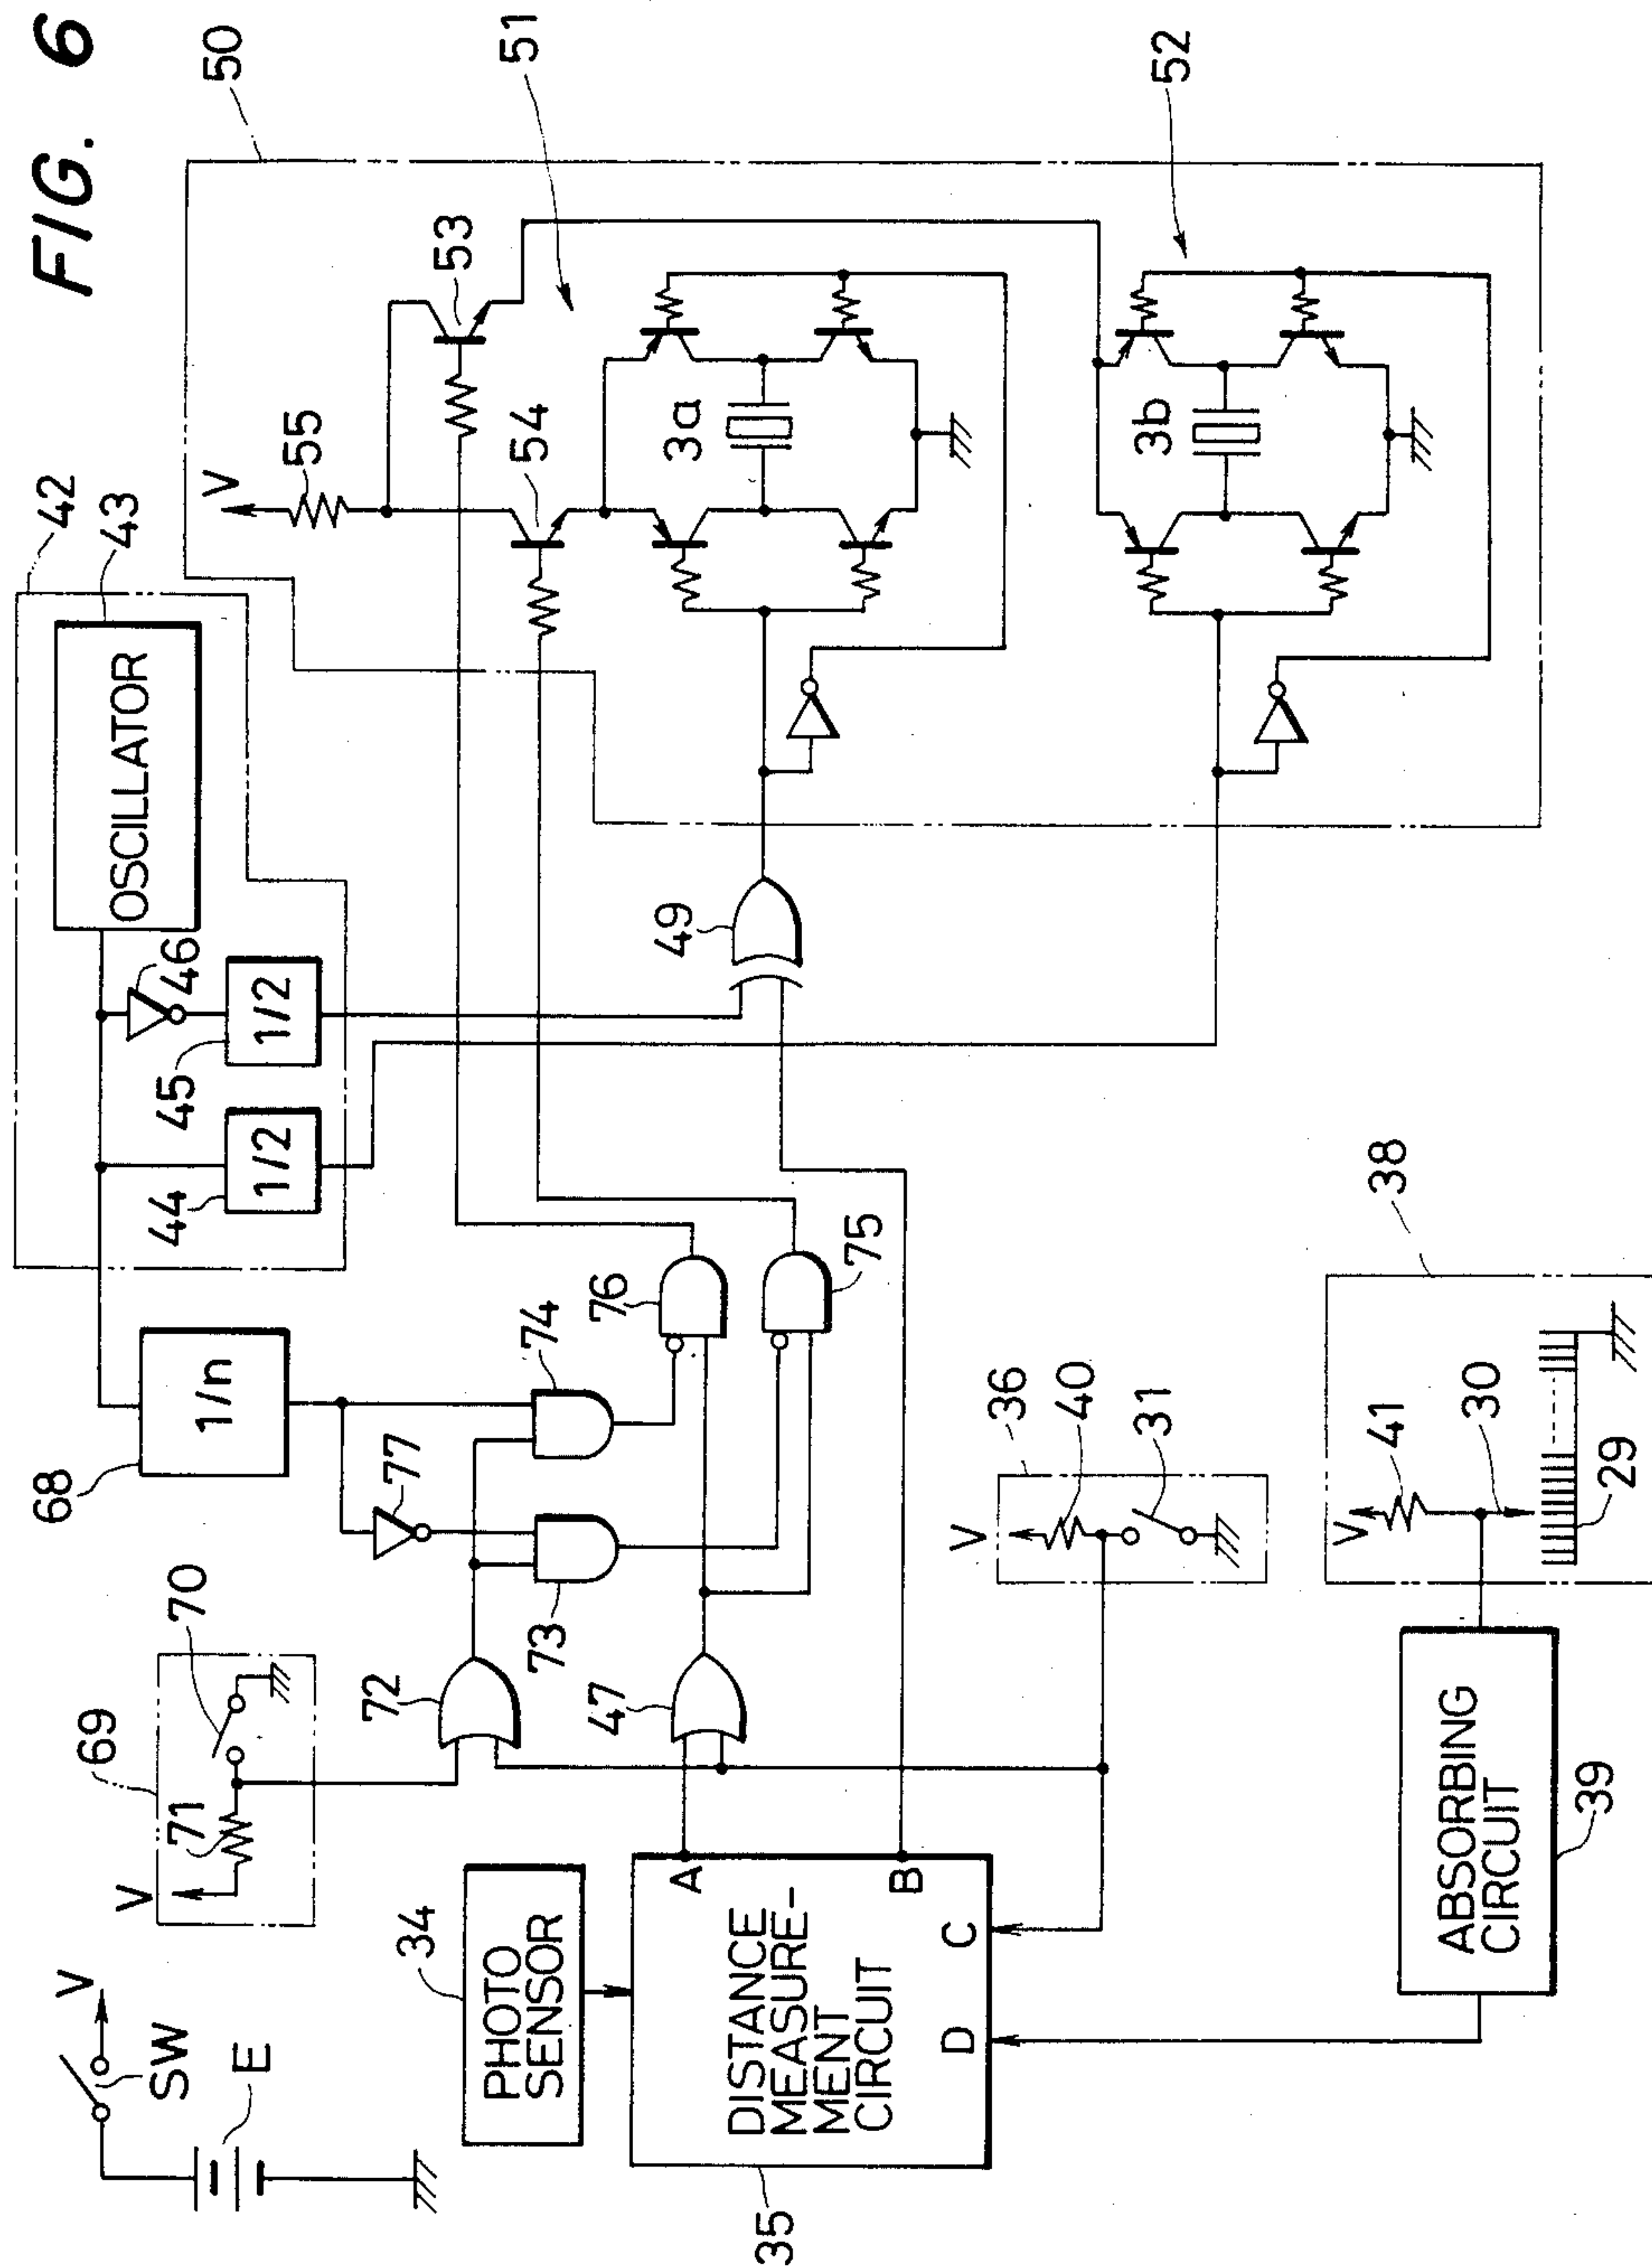 FIG. 6
50
51
52
42
43
OSCILLATOR
V
55
53
54
3a
3b
46
45
1/2
44
1/2
49
68
1/n
77
74
76
75
73
72
47
69
70
71
V
V
SW
E
34
PHOTO
SENSOR
35
DISTANCE
MEASURE-
MENT
CIRCUIT
A
B
C
D
36
V
40
31
38
V
41
30
29
ABSORBING
CIRCUIT
39